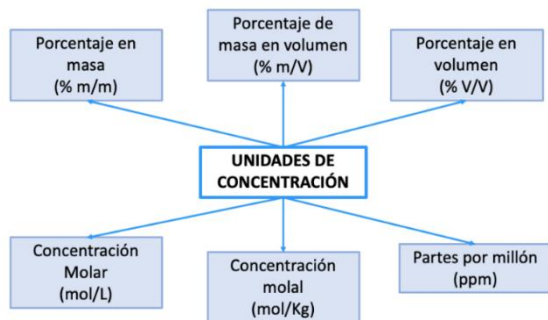 Porcentaje en
masa
(% m/m)
Porcentaje de
masa en volumen
(% m/V)
Porcentaje en
volumen
(% V/V)
UNIDADES DE
CONCENTRACIÓN
Concentración
Molar
(mol/L)
Concentración
molal
(mol/Kg)
Partes por millón
(ppm)